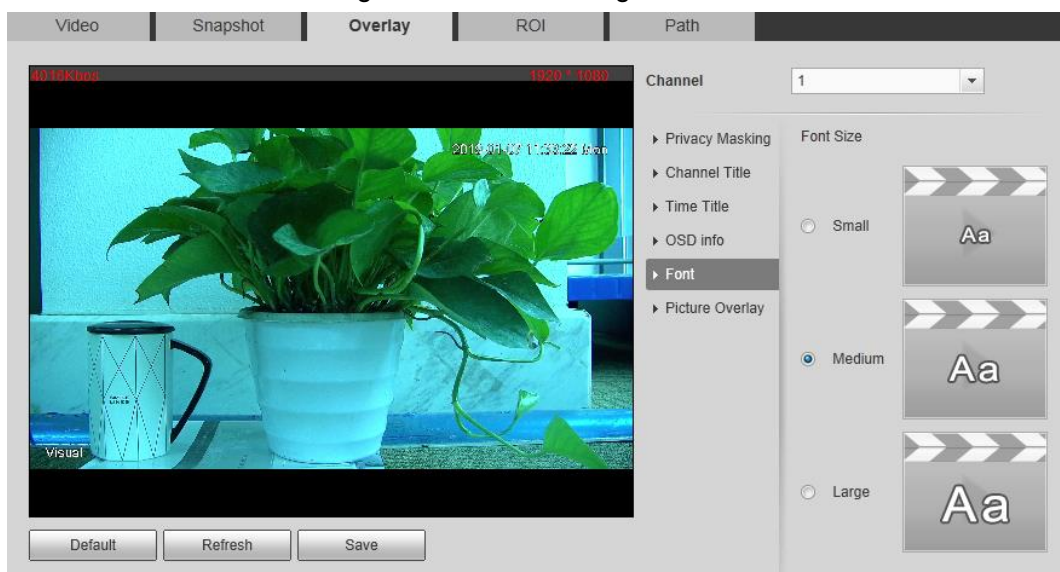 Video Snapshot Overlay ROI Path
4016Kbps 1920 * 1080
Channel 1
Privacy Masking
Channel Title
Time Title
OSD info
Font
Picture Overlay
Font Size
Small Aa
Medium Aa
Large Aa
Visual
Default Refresh Save